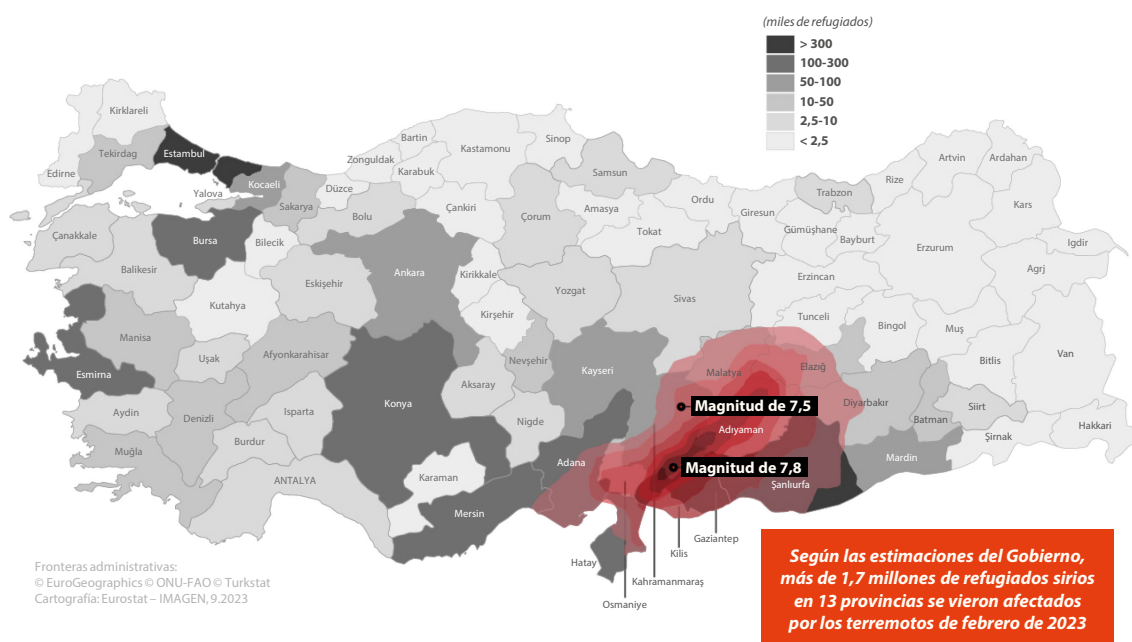 (miles de refugiados)
> 300
100-300
50-100
10-50
2,5-10
< 2,5
Kirklareli
Tekirdag
Edirne
Estambul
Kocaeli
Yalova
Sakarya
Düzce
Zonguldak
Bartin
Karabuk
Kastamonu
Sinop
Samsun
Çankiri
Bolu
Çorum
Amasya
Tokat
Ordu
Giresun
Trabzon
Rize
Artvin
Ardahan
Kars
Gümüşhane
Bayburt
Erzurum
Igdir
Agrj
Erzincan
Çanakkale
Balikesir
Bursa
Bilecik
Eskişehir
Ankara
Kirikkale
Kirşehir
Yozgat
Sivas
Tunceli
Bingol
Muş
Bitlis
Van
Kutahya
Manisa
Uşak
Afyonkarahisar
Esmirna
Aydin
Denizli
Muğla
Isparta
Burdur
ANTALYA
Konya
Karaman
Aksaray
Nevşehir
Nigde
Kayseri
Malatya
Elazığ
Diyarbakır
Batman
Siirt
Şirnak
Hakkari
Mardin
Magnitud de 7,5
Adıyaman
Magnitud de 7,8
Şanlıurfa
Adana
Mersin
Hatay
Osmaniye
Kahramanmaraş
Kilis
Gaziantep
Fronteras administrativas:
© EuroGeographics © ONU-FAO © Turkstat
Cartografia: Eurostat – IMAGEN, 9.2023
Según las estimaciones del Gobierno,
más de 1,7 millones de refugiados sirios
en 13 provincias se vieron afectados
por los terremotos de febrero de 2023